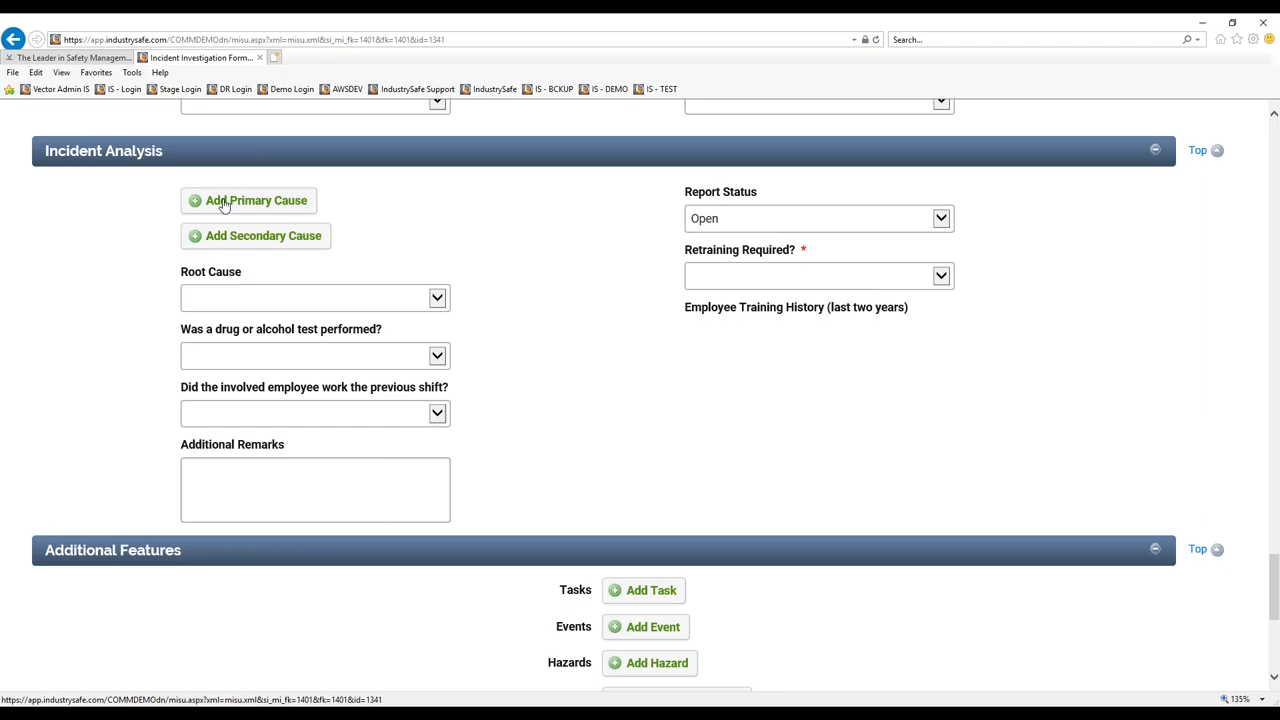 https://app.industrysafe.com/COMMDEMOdn/misu.aspx?xml=misu.xml&si_mi_fk=1401&fk=1401&id=1341
Search...
The Leader in Safety Managem...
Incident Investigation Form...
File Edit View Favorites Tools Help
Vector Admin IS IS - Login Stage Login DR Login Demo Login AWSDEV IndustrySafe Support IndustrySafe IS - BCKUP IS - DEMO IS - TEST
Incident Analysis
Top
Add Primary Cause
Add Secondary Cause
Root Cause
Was a drug or alcohol test performed?
Did the involved employee work the previous shift?
Additional Remarks
Report Status
Open
Retraining Required? *
Employee Training History (last two years)
Additional Features
Top
Tasks Add Task
Events Add Event
Hazards Add Hazard
https://app.industrysafe.com/COMMDEMOdn/misu.aspx?xml=misu.xml&si_mi_fk=1401&fk=1401&id=1381
135%